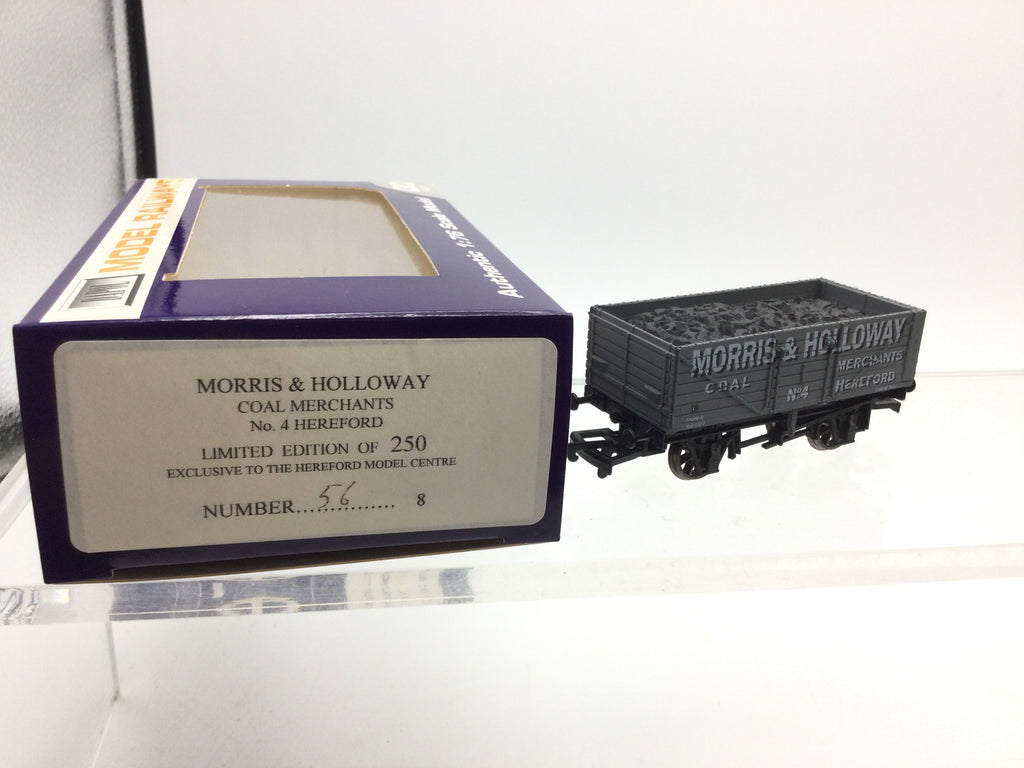 DAPOL
MODEL RAILWAYS
Authentic 1:76 Scale Model
MORRIS & HOLLOWAY
COAL MERCHANTS
No. 4 HEREFORD
LIMITED EDITION OF 250
EXCLUSIVE TO THE HEREFORD MODEL CENTRE
NUMBER....56.... 8
MORRIS & HOLLOWAY
COAL MERCHANTS
No4 HEREFORD